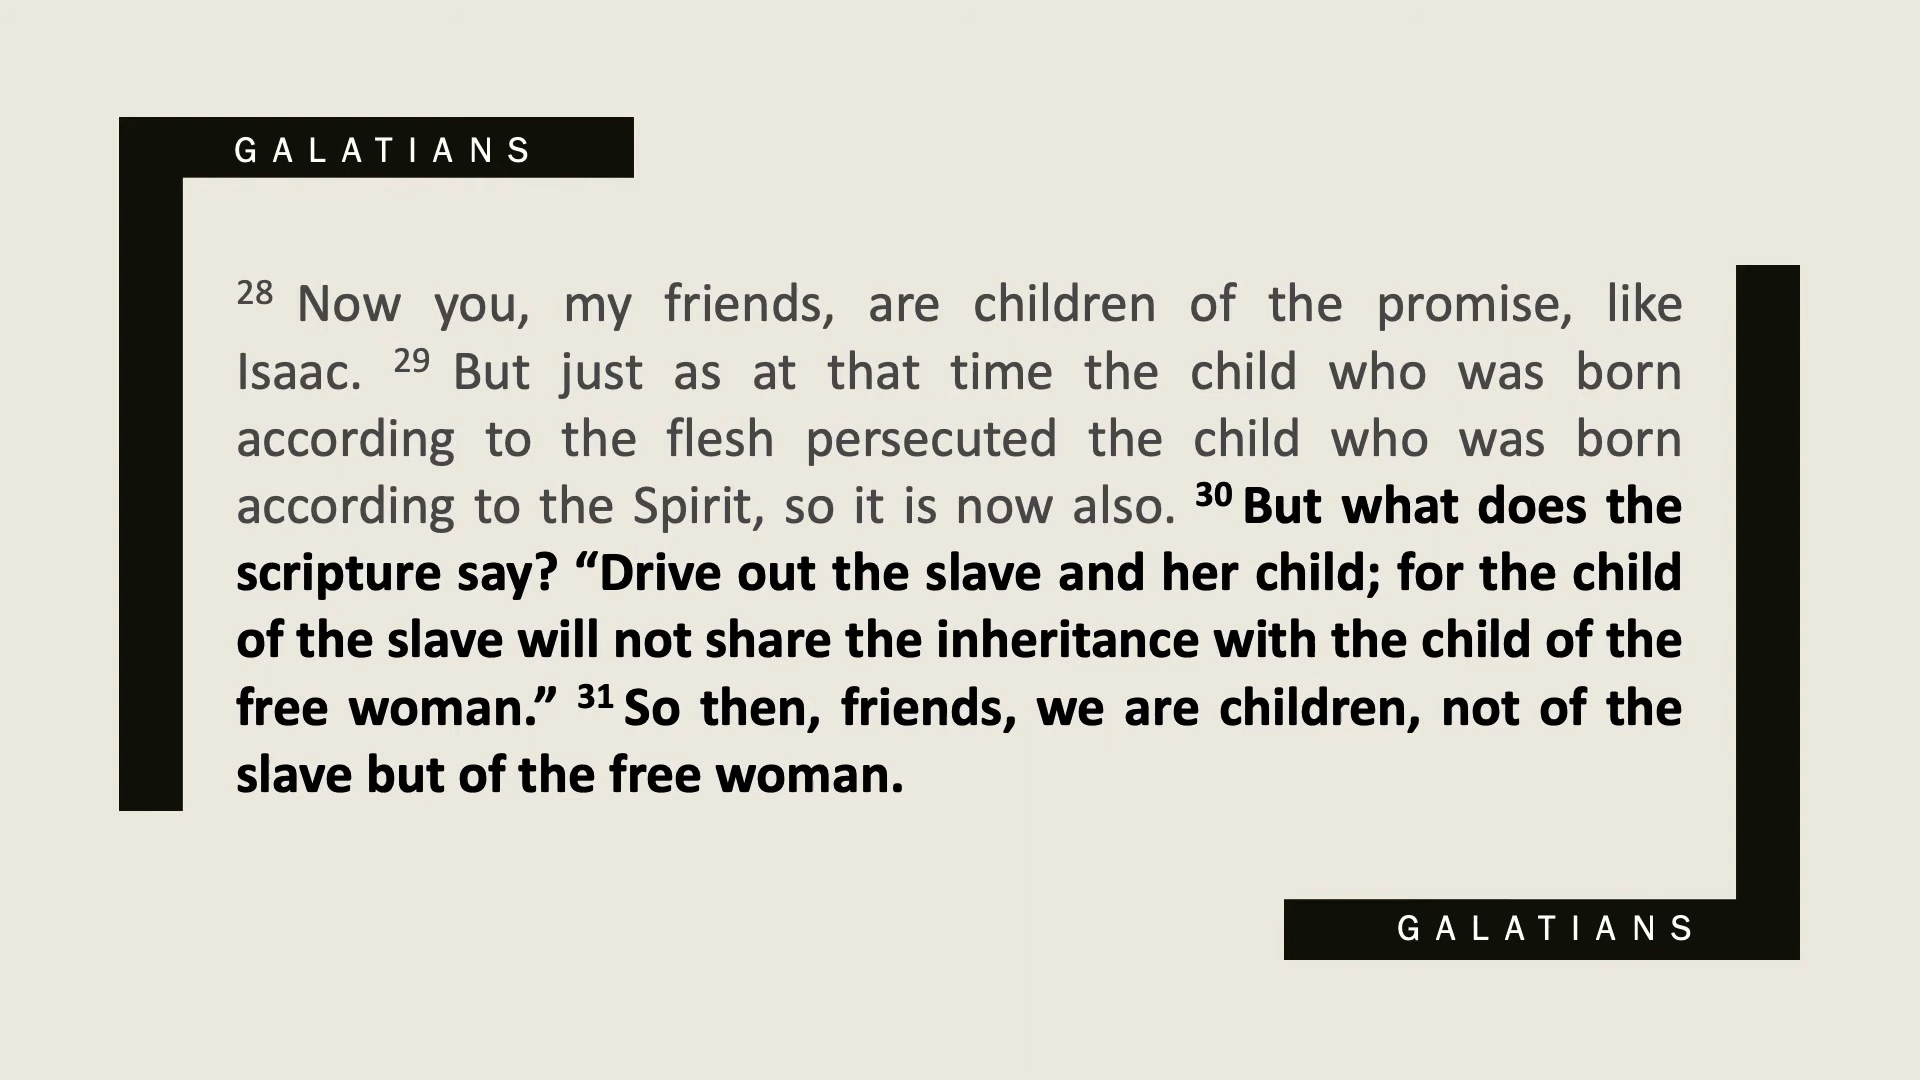 GALATIANS
28 Now you, my friends, are children of the promise, like
Isaac. 29 But just as at that time the child who was born
according to the flesh persecuted the child who was born
according to the Spirit, so it is now also. 30 But what does the
scripture say? “Drive out the slave and her child; for the child
of the slave will not share the inheritance with the child of the
free woman.” 31 So then, friends, we are children, not of the
slave but of the free woman.
GALATIANS